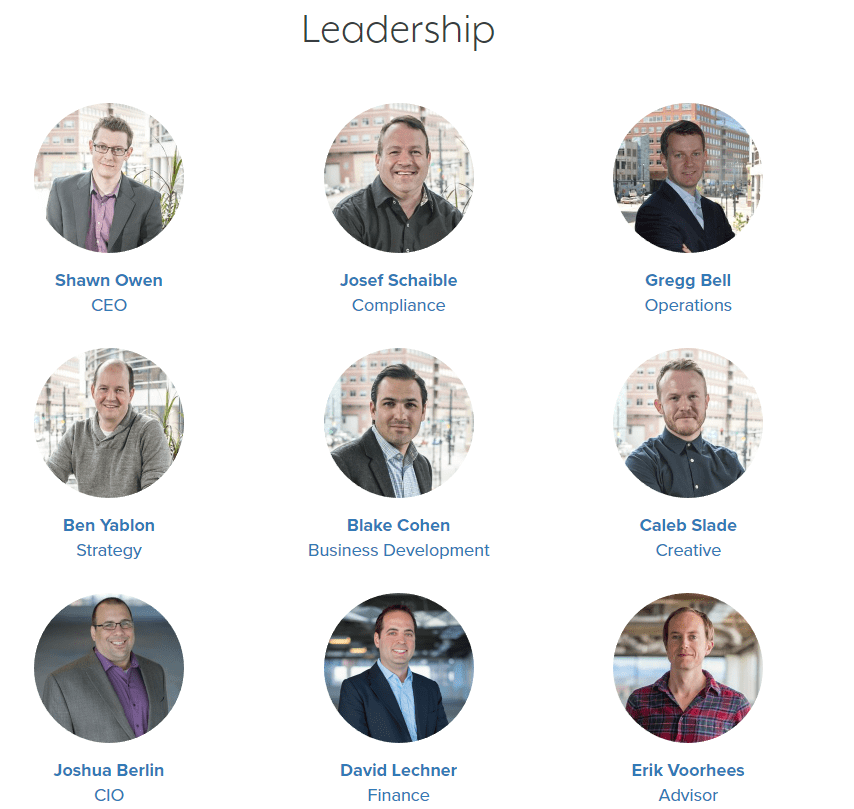 Leadership
Shawn Owen
CEO
Josef Schaible
Compliance
Gregg Bell
Operations
Ben Yablon
Strategy
Blake Cohen
Business Development
Caleb Slade
Creative
Joshua Berlin
CIO
David Lechner
Finance
Erik Voorhees
Advisor